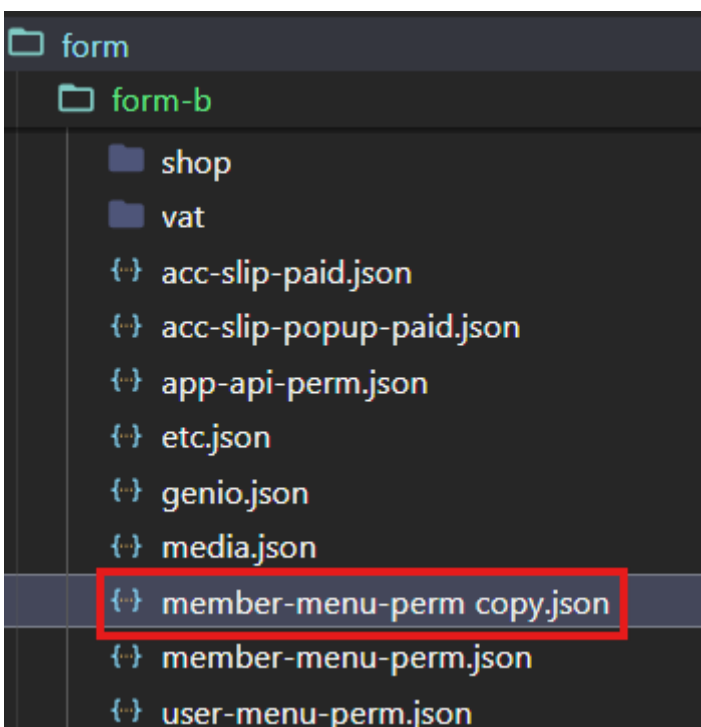 form
form-b
shop
vat
acc-slip-paid.json
acc-slip-popup-paid.json
app-api-perm.json
etc.json
genio.json
media.json
member-menu-perm copy.json
member-menu-perm.json
user-menu-perm.json